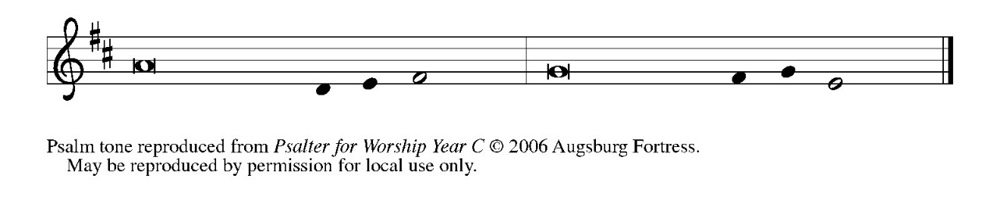 Psalm tone reproduced from Psalter for Worship Year C © 2006 Augsburg Fortress.
May be reproduced by permission for local use only.